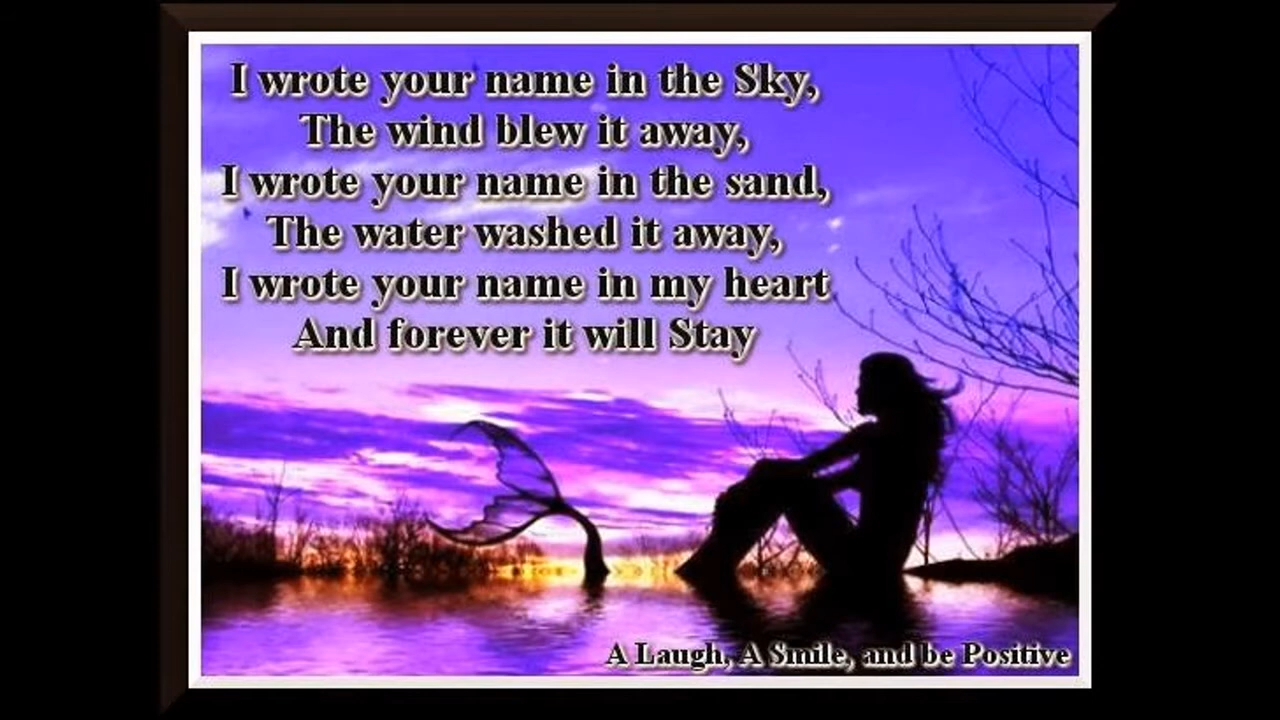 I wrote your name in the Sky,
The wind blew it away,
I wrote your name in the sand,
The water washed it away,
I wrote your name in my heart
And forever it will Stay
A Laugh, A Smile, and be Positive